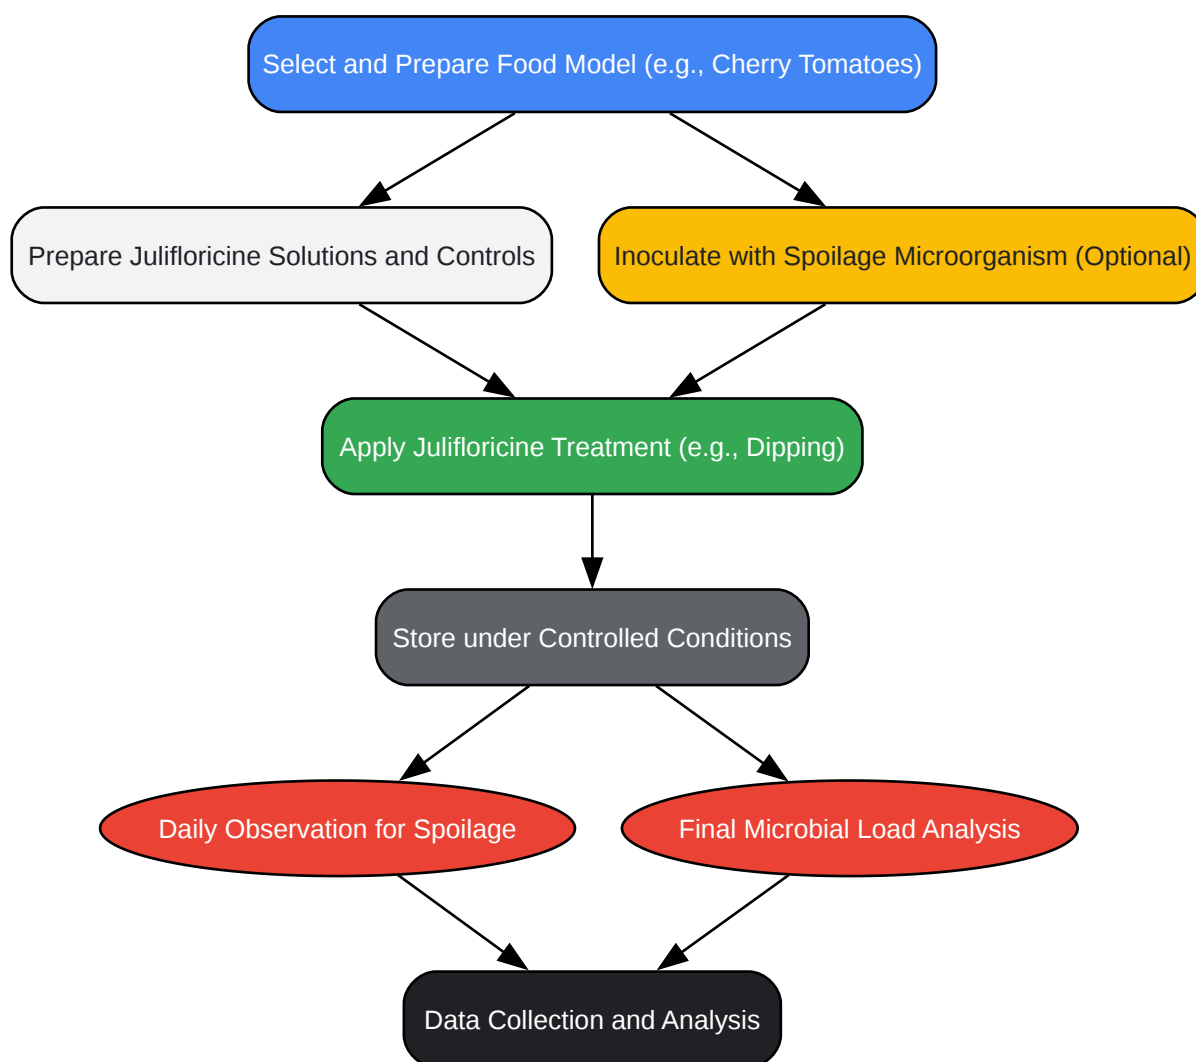 Select and Prepare Food Model (e.g., Cherry Tomatoes)
Prepare Julifloricine Solutions and Controls
Inoculate with Spoilage Microorganism (Optional)
Apply Julifloricine Treatment (e.g., Dipping)
Store under Controlled Conditions
Daily Observation for Spoilage
Final Microbial Load Analysis
Data Collection and Analysis